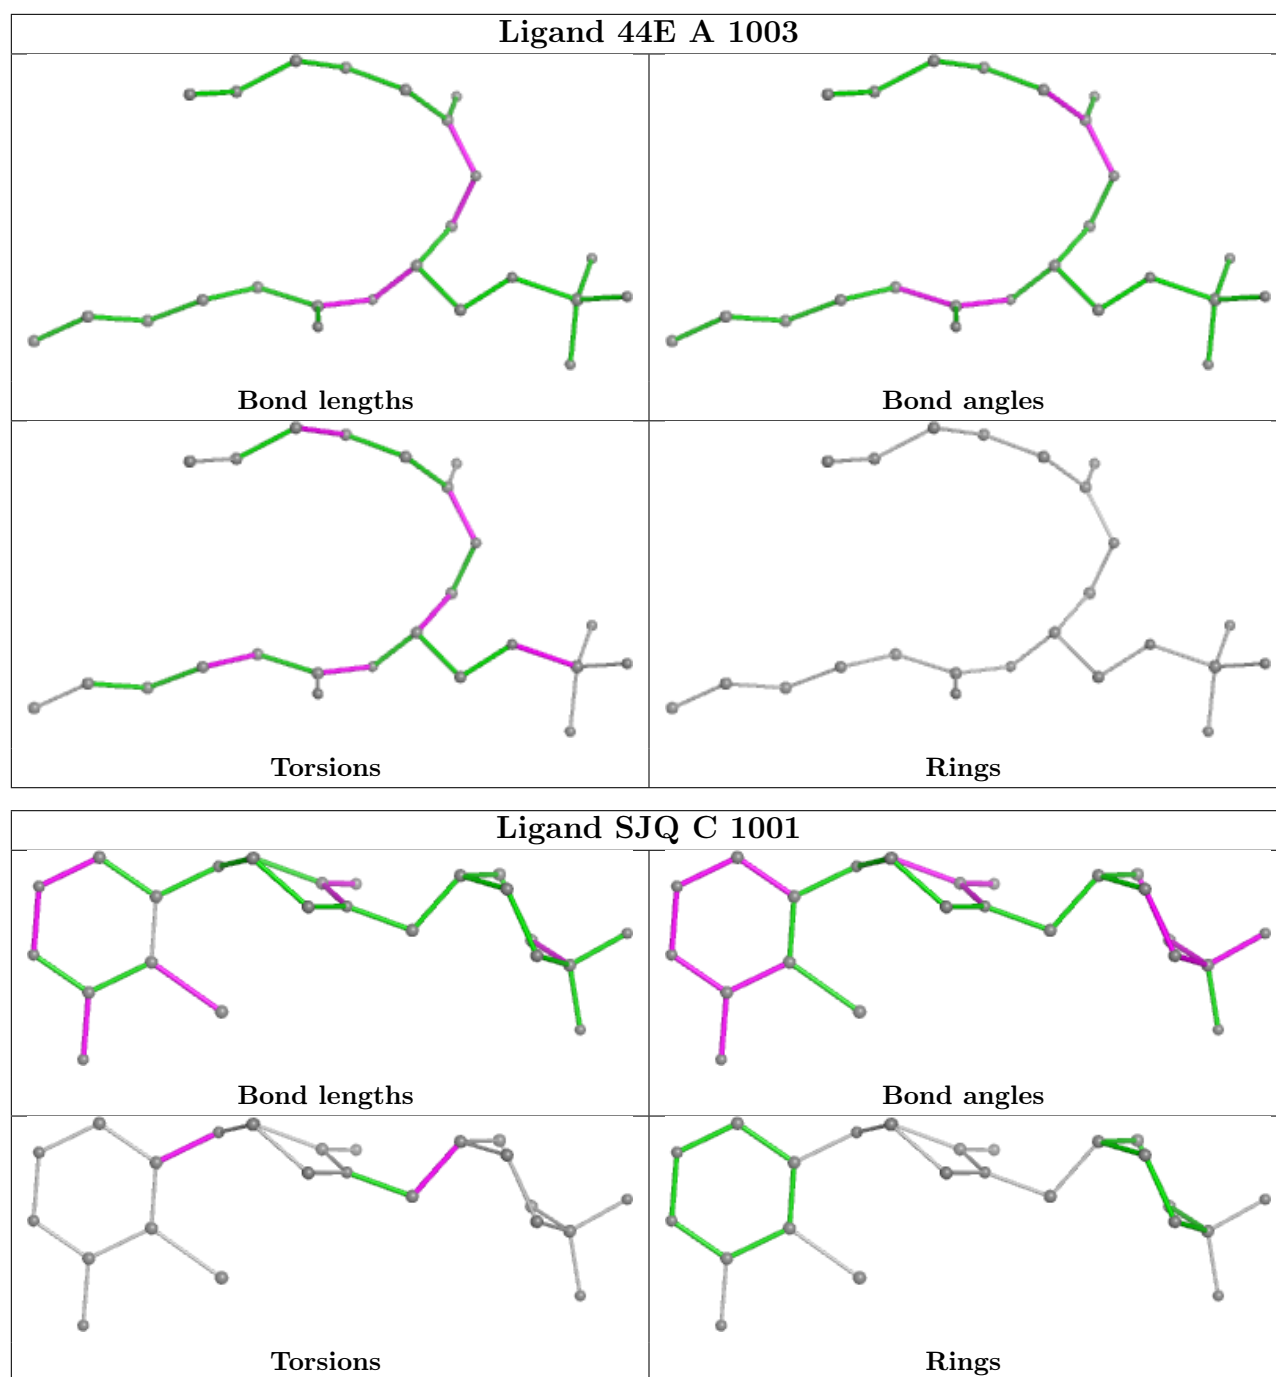 Ligand 44E A 1003
Bond lengths
Bond angles
Torsions
Rings
Ligand SJQ C 1001
Bond lengths
Bond angles
Torsions
Rings